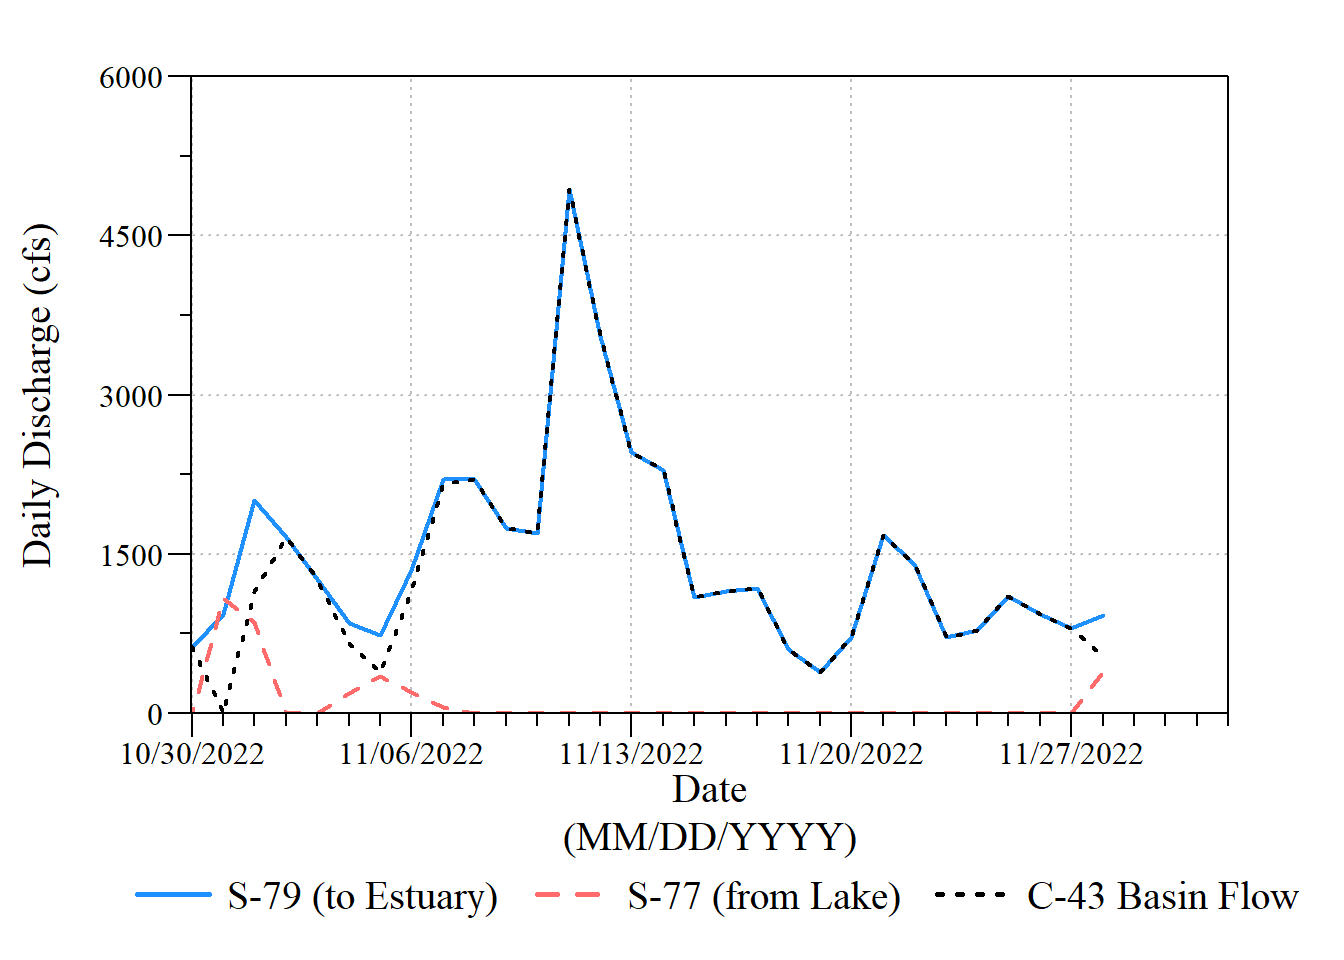 6000
4500
3000
1500
0
Daily Discharge (cfs)
10/30/2022 11/06/2022 11/13/2022 11/20/2022 11/27/2022
Date
(MM/DD/YYYY)
S-79 (to Estuary) S-77 (from Lake) C-43 Basin Flow